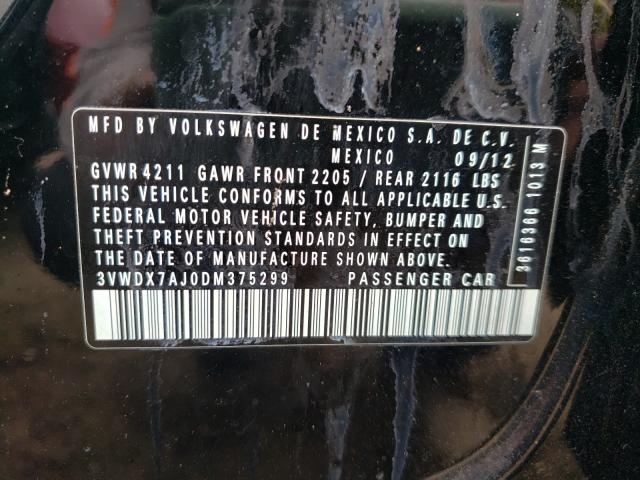 MFD BY VOLKSWAGEN DE MEXICO S.A. DE C.V.
MEXICO 09/12
GVWR 4211 GAWR FRONT 2205 / REAR 2116 LBS
THIS VEHICLE CONFORMS TO ALL APPLICABLE U.S.
FEDERAL MOTOR VEHICLE SAFETY, BUMPER AND
THEFT PREVENTION STANDARDS IN EFFECT ON
THE DATE OF MANUFACTURE SHOWN ABOVE.
3VWDX7AJ0DM375299 PASSENGER CAR
3616366 1013 M